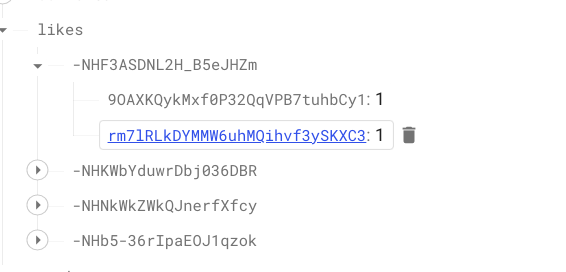 likes
-NHF3ASDNL2H_B5eJHZm
9OAXKQykMxf0P32QqVPB7tuhbCy1: 1
rm7lRLkDYMMW6uhMQihvf3ySKXC3: 1
-NHKWbYduwrDbj036DBR
-NHNkWkZWkQJnerfXfcy
-NHb5-36rIpaEOJ1qzok